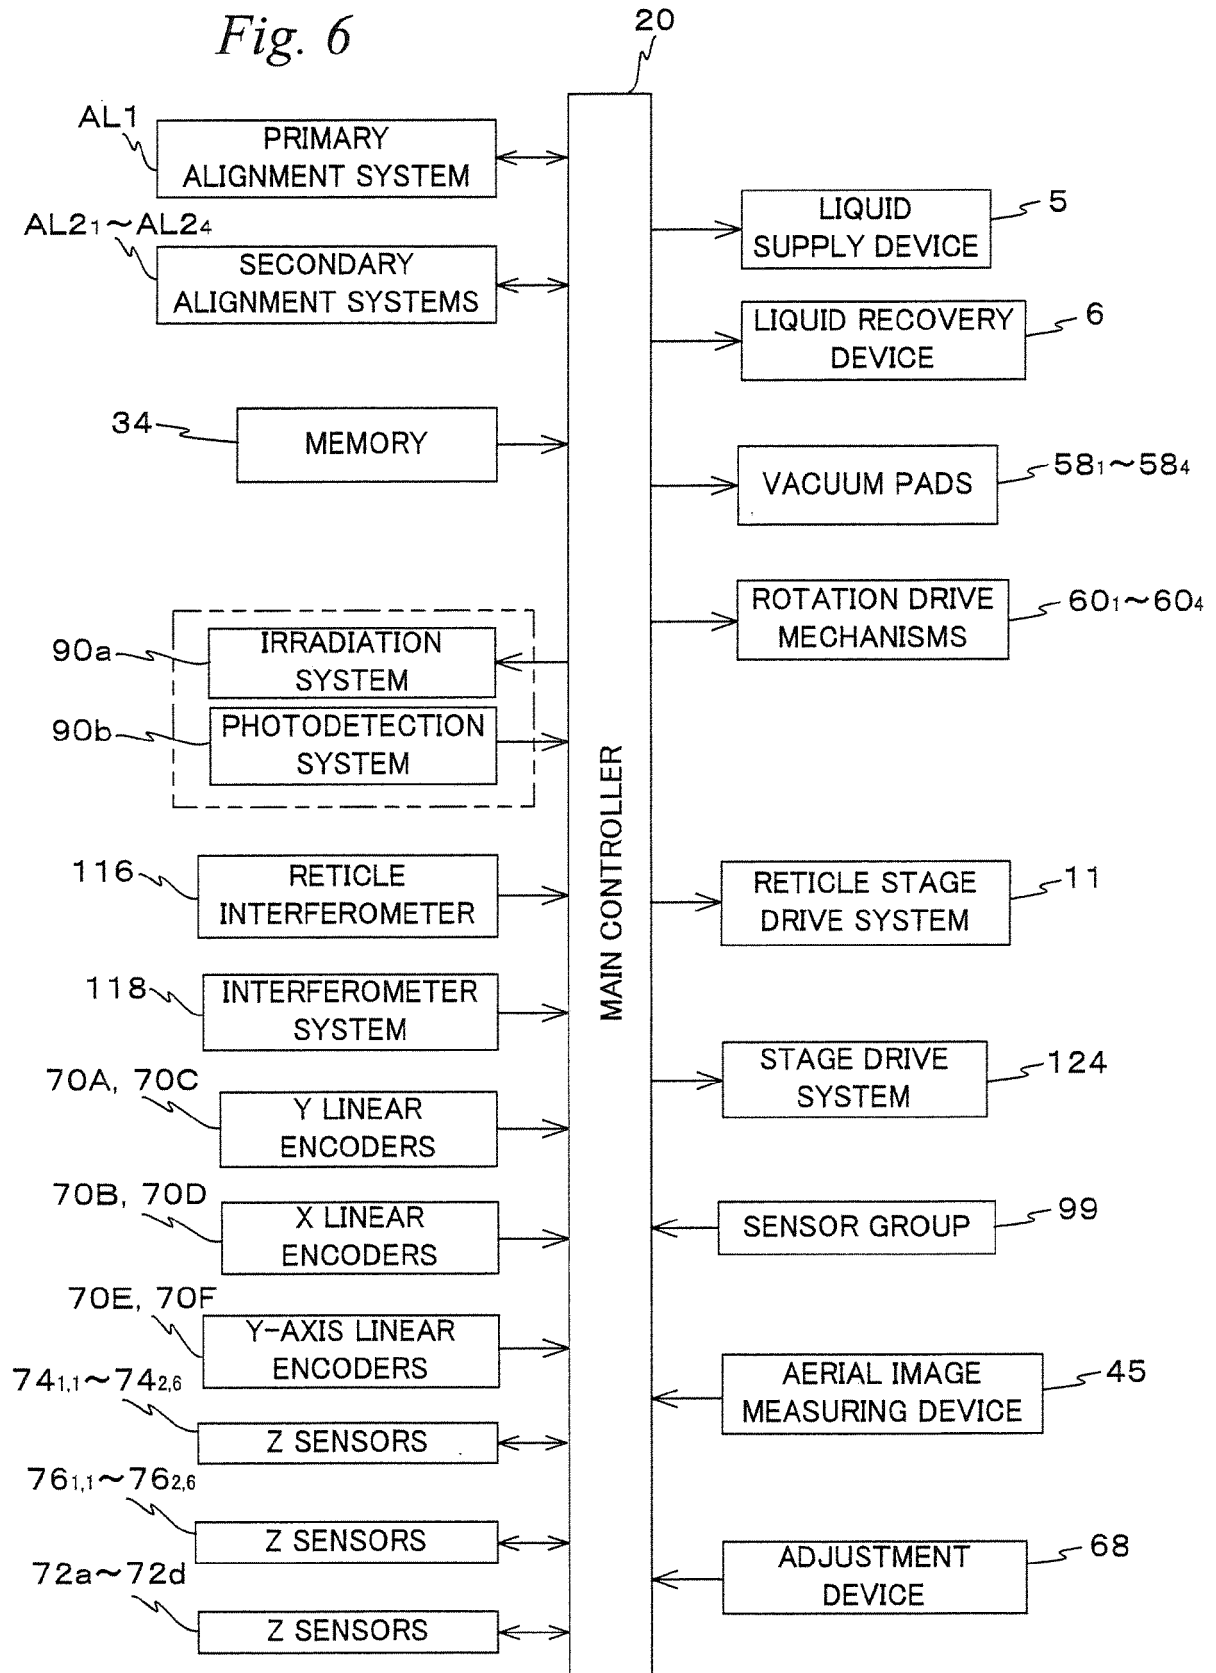 Fig. 6
20
AL1
PRIMARY
ALIGNMENT SYSTEM
AL2₁~AL2₄
SECONDARY
ALIGNMENT SYSTEMS
34
MEMORY
90a
IRRADIATION
SYSTEM
90b
PHOTODETECTION
SYSTEM
116
RETICLE
INTERFEROMETER
118
INTERFEROMETER
SYSTEM
70A, 70C
Y LINEAR
ENCODERS
70B, 70D
X LINEAR
ENCODERS
70E, 70F
Y-AXIS LINEAR
ENCODERS
74₁,₁~74₂,₆
Z SENSORS
76₁,₁~76₂,₆
Z SENSORS
72a~72d
Z SENSORS
MAIN CONTROLLER
LIQUID
SUPPLY DEVICE
5
LIQUID RECOVERY
DEVICE
6
VACUUM PADS
58₁~58₄
ROTATION DRIVE
MECHANISMS
60₁~60₄
RETICLE STAGE
DRIVE SYSTEM
11
STAGE DRIVE
SYSTEM
124
SENSOR GROUP
99
AERIAL IMAGE
MEASURING DEVICE
45
ADJUSTMENT
DEVICE
68